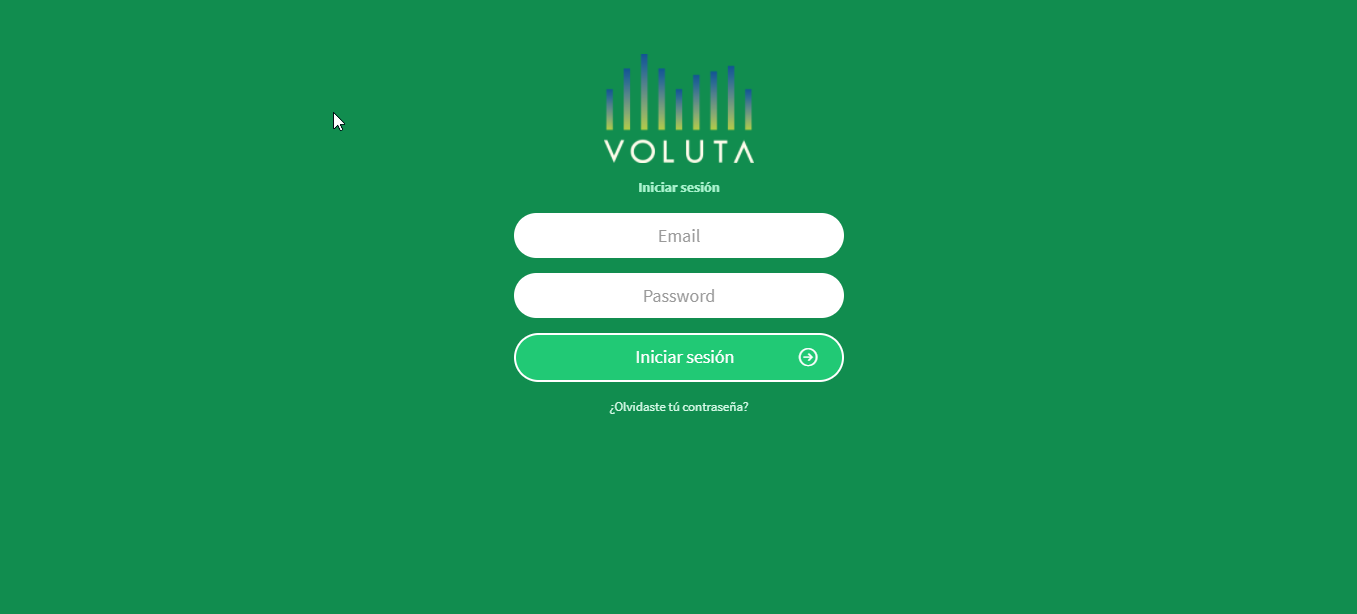 VOLUTA
Iniciar sesión
Email
Password
Iniciar sesión
¿Olvidaste tú contraseña?